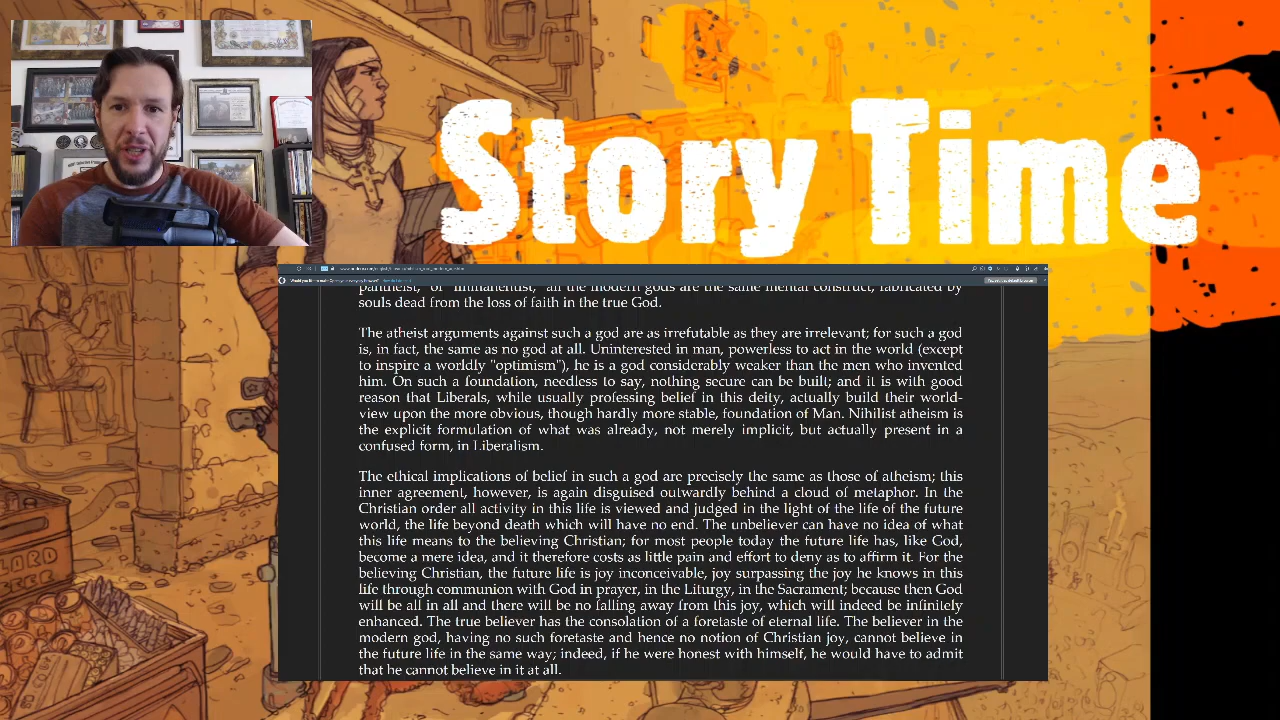 Story Time
Would you like to make Opera your everyday browser?
pantheist," or "immanentist," all the modern gods are the same mental construct, fabricated by
souls dead from the loss of faith in the true God.
The atheist arguments against such a god are as irrefutable as they are irrelevant; for such a god
is, in fact, the same as no god at all. Uninterested in man, powerless to act in the world (except
to inspire a worldly "optimism"), he is a god considerably weaker than the men who invented
him. On such a foundation, needless to say, nothing secure can be built; and it is with good
reason that Liberals, while usually professing belief in this deity, actually build their world-
view upon the more obvious, though hardly more stable, foundation of Man. Nihilist atheism is
the explicit formulation of what was already, not merely implicit, but actually present in a
confused form, in Liberalism.
The ethical implications of belief in such a god are precisely the same as those of atheism; this
inner agreement, however, is again disguised outwardly behind a cloud of metaphor. In the
Christian order all activity in this life is viewed and judged in the light of the life of the future
world, the life beyond death which will have no end. The unbeliever can have no idea of what
this life means to the believing Christian; for most people today the future life has, like God,
become a mere idea, and it therefore costs as little pain and effort to deny as to affirm it. For the
believing Christian, the future life is joy inconceivable, joy surpassing the joy he knows in this
life through communion with God in prayer, in the Liturgy, in the Sacrament; because then God
will be all in all and there will be no falling away from this joy, which will indeed be infinitely
enhanced. The true believer has the consolation of a foretaste of eternal life. The believer in the
modern god, having no such foretaste and hence no notion of Christian joy, cannot believe in
the future life in the same way; indeed, if he were honest with himself, he would have to admit
that he cannot believe in it at all.